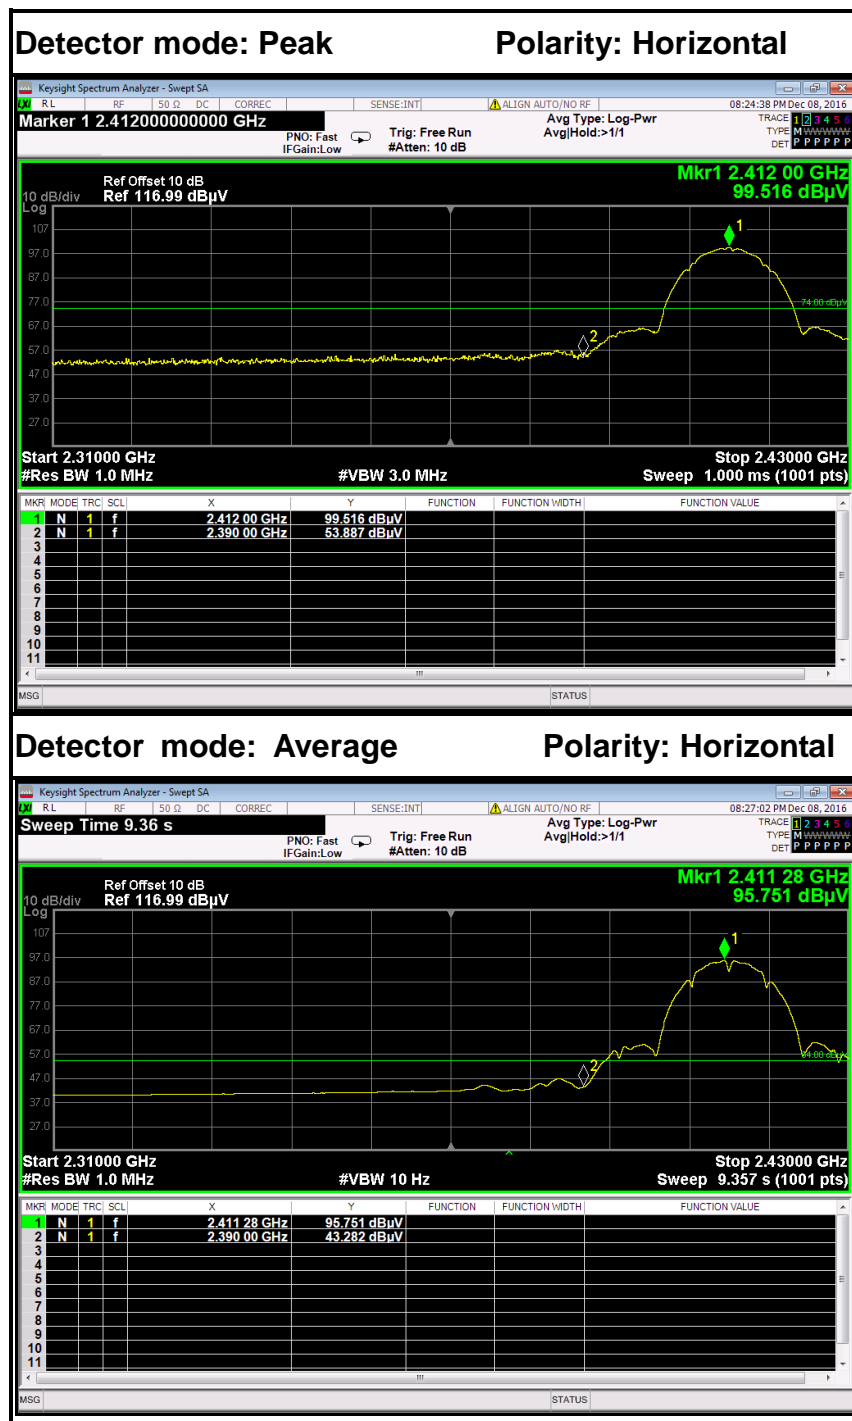 Detector mode: Peak Polarity: Horizontal
Keysight Spectrum Analyzer - Swept SA
LXI RL RF 50 Ω DC CORREC SENSE:INT ALIGN AUTO/NO RF 08:24:38 PM Dec 08, 2016
Marker 1 2.412000000000 GHz
PNO: Fast
IFGain:Low
Trig: Free Run
#Atten: 10 dB
Avg Type: Log-Pwr
Avg|Hold:>1/1
TRACE 1 2 3 4 5 6
TYPE M WWWWW
DET P P P P P P
Mkr1 2.412 00 GHz
99.516 dBµV
Ref Offset 10 dB
10 dB/div Ref 116.99 dBµV
Log
107
97.0
87.0
77.0
67.0
57.0
47.0
37.0
27.0
1
74.00 dBµV
2
Start 2.31000 GHz Stop 2.43000 GHz
#Res BW 1.0 MHz #VBW 3.0 MHz Sweep 1.000 ms (1001 pts)
MKR MODE TRC SCL X Y FUNCTION FUNCTION WIDTH FUNCTION VALUE
1 N 1 f 2.412 00 GHz 99.516 dBµV
2 N 1 f 2.390 00 GHz 53.887 dBµV
3
4
5
6
7
8
9
10
11
MSG STATUS
Detector mode: Average Polarity: Horizontal
Keysight Spectrum Analyzer - Swept SA
LXI RL RF 50 Ω DC CORREC SENSE:INT ALIGN AUTO/NO RF 08:27:02 PM Dec 08, 2016
Sweep Time 9.36 s
PNO: Fast
IFGain:Low
Trig: Free Run
#Atten: 10 dB
Avg Type: Log-Pwr
Avg|Hold:>1/1
TRACE 1 2 3 4 5 6
TYPE M WWWWW
DET P P P P P P
Mkr1 2.411 28 GHz
95.751 dBµV
Ref Offset 10 dB
10 dB/div Ref 116.99 dBµV
Log
107
97.0
87.0
77.0
67.0
57.0
47.0
37.0
27.0
1
54.00 dBµV
2
Start 2.31000 GHz Stop 2.43000 GHz
#Res BW 1.0 MHz #VBW 10 Hz Sweep 9.357 s (1001 pts)
MKR MODE TRC SCL X Y FUNCTION FUNCTION WIDTH FUNCTION VALUE
1 N 1 f 2.411 28 GHz 95.751 dBµV
2 N 1 f 2.390 00 GHz 43.282 dBµV
3
4
5
6
7
8
9
10
11
MSG STATUS